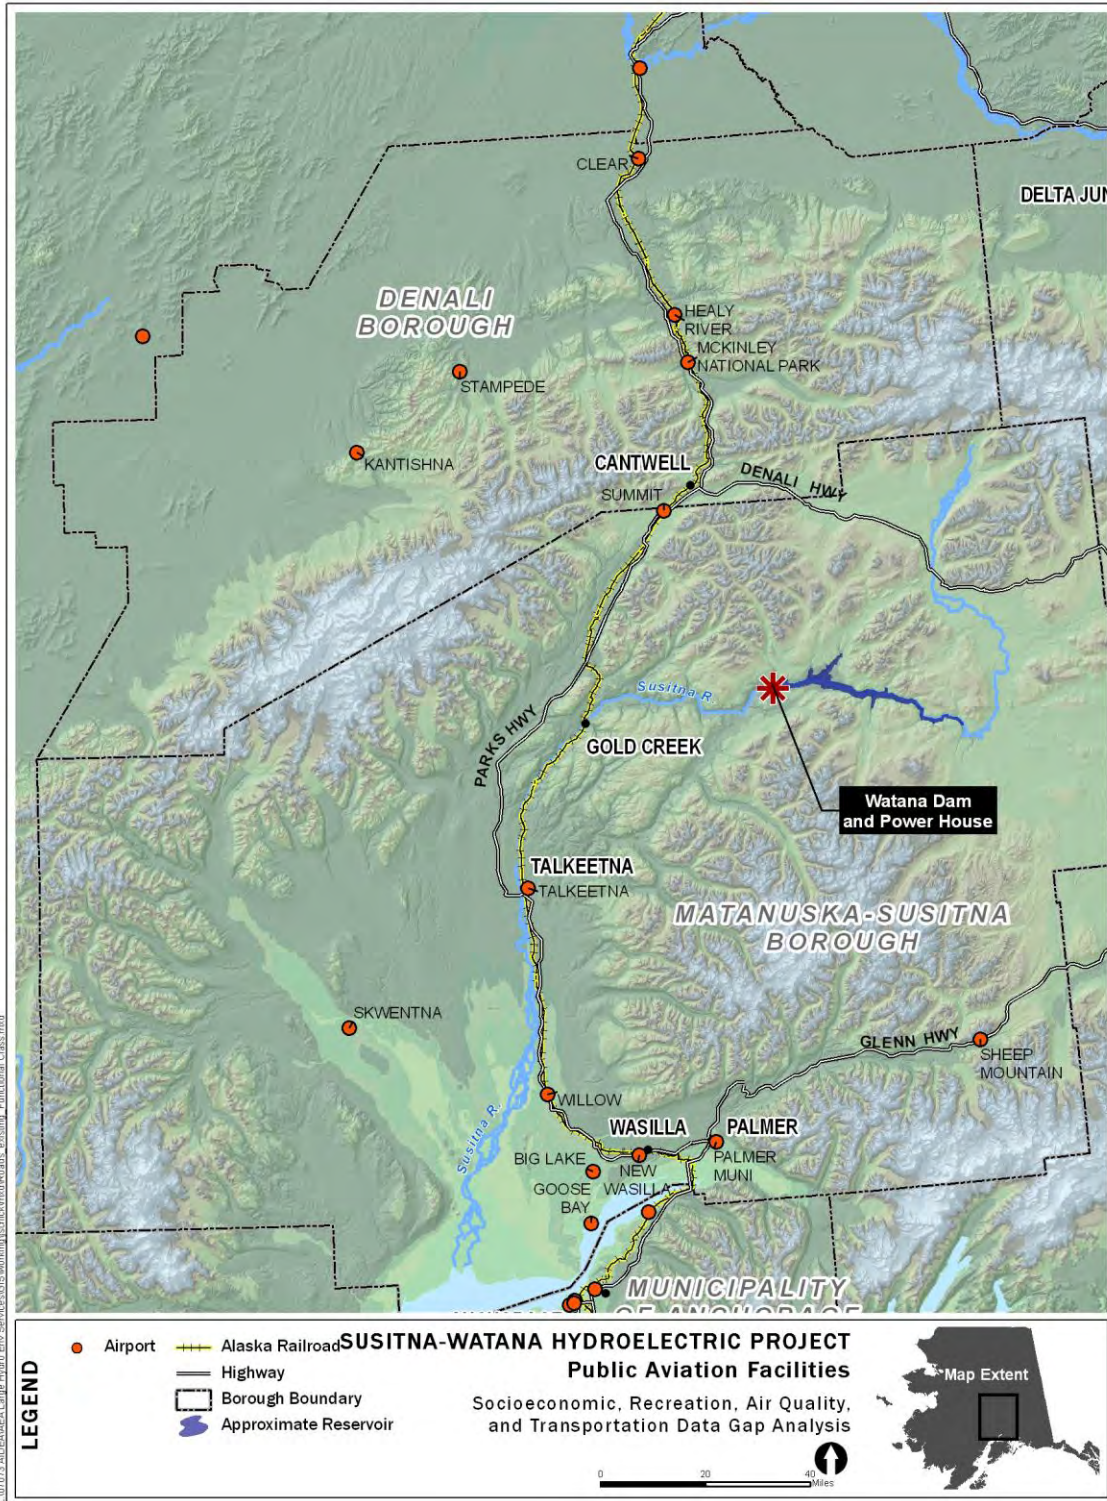 CLEAR
DELTA JUN
DENALI
BOROUGH
HEALY
RIVER
MCKINLEY
NATIONAL PARK
STAMPEDE
KANTISHNA
CANTWELL
DENALI HWY
SUMMIT
Susitna R.
PARKS HWY
GOLD CREEK
Watana Dam
and Power House
TALKEETNA
TALKEETNA
MATANUSKA-SUSITNA
BOROUGH
SKWENTNA
GLENN HWY
SHEEP
MOUNTAIN
WILLOW
Susitna R.
WASILLA
PALMER
BIG LAKE
NEW
WASILLA
PALMER
MUNI
GOOSE
BAY
MUNICIPALITY
OF ANCHORAGE
LEGEND
Airport
Alaska Railroad
Highway
Borough Boundary
Approximate Reservoir
SUSITNA-WATANA HYDROELECTRIC PROJECT
Public Aviation Facilities
Socioeconomic, Recreation, Air Quality,
and Transportation Data Gap Analysis
0 20 40
Miles
Map Extent